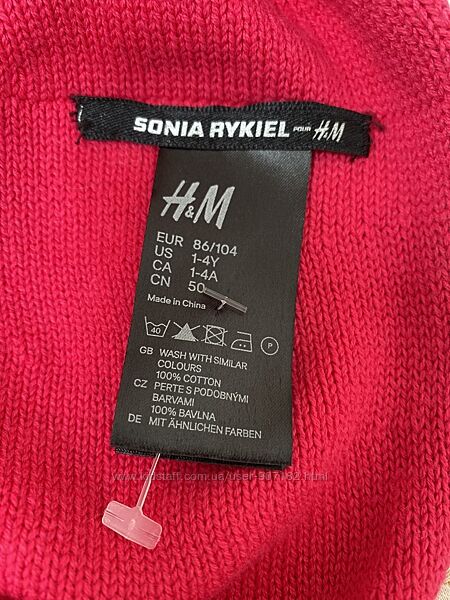 SONIA RYKIEL POUR H&M
H&M
EUR 86/104
US 1-4Y
CA 1-4A
CN 50
Made in China
40
P
GB WASH WITH SIMILAR
COLOURS
100% COTTON
CZ PERTE S PODOBNÝMI
BARVAMI
100% BAVLNA
DE MIT ÄHNLICHEN FARBEN